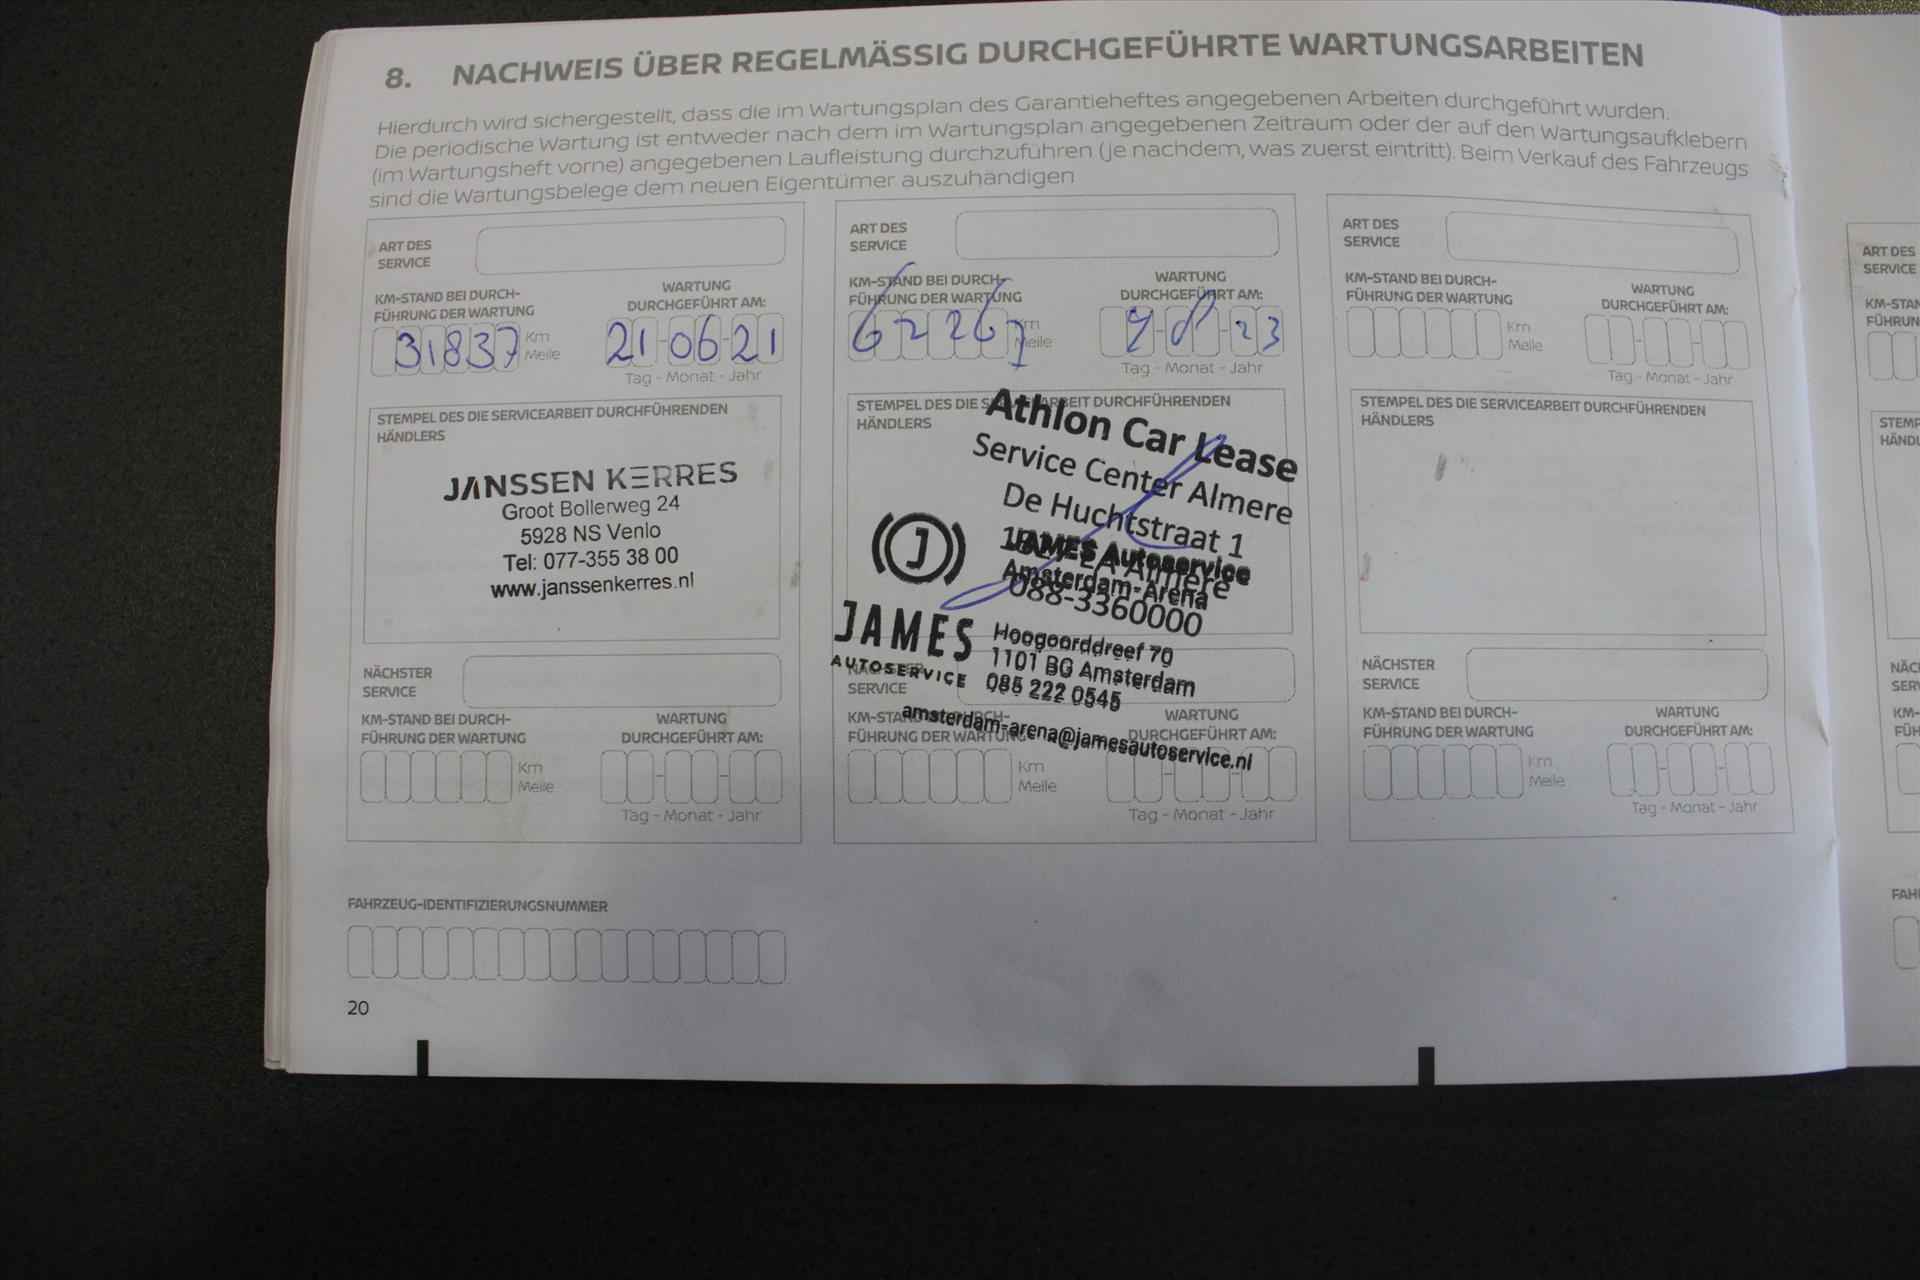 8. NACHWEIS ÜBER REGELMÄSSIG DURCHGEFÜHRTE WARTUNGSARBEITEN
Hierdurch wird sichergestellt, dass die im Wartungsplan des Garantieheftes angegebenen Arbeiten durchgeführt wurden.
Die periodische Wartung ist entweder nach dem im Wartungsplan angegebenen Zeitraum oder der auf den Wartungsaufklebern
(im Wartungsheft vorne) angegebenen Laufleistung durchzuführen (je nachdem, was zuerst eintritt). Beim Verkauf des Fahrzeugs
sind die Wartungsbelege dem neuen Eigentümer auszuhändigen
ART DES
SERVICE
KM-STAND BEI DURCH-
FÜHRUNG DER WARTUNG
31837 Km
Meile
WARTUNG
DURCHGEFÜHRT AM:
21-06-21
Tag - Monat - Jahr
STEMPEL DES DIE SERVICEARBEIT DURCHFÜHRENDEN
HÄNDLERS
JANSSEN KERRES
Groot Bollerweg 24
5928 NS Venlo
Tel: 077-355 38 00
www.janssenkerres.nl
NÄCHSTER
SERVICE
KM-STAND BEI DURCH-
FÜHRUNG DER WARTUNG
Km
Meile
WARTUNG
DURCHGEFÜHRT AM:
Tag - Monat - Jahr
ART DES
SERVICE
KM-STAND BEI DURCH-
FÜHRUNG DER WARTUNG
Km
Meile
WARTUNG
DURCHGEFÜHRT AM:
23
Tag - Monat - Jahr
STEMPEL DES DIE SERVICEARBEIT DURCHFÜHRENDEN
HÄNDLERS
Athlon Car Lease
Service Center Almere
De Huchtstraat 1
Almere
088-3360000
J
JAMES
AUTOSERVICE
JAMES Autoservice
Amsterdam-Arena
Hoogoorddreef 70
1101 BG Amsterdam
085 222 0545
amsterdam-arena@jamesautoservice.nl
SERVICE
KM-STAND BEI DURCH-
FÜHRUNG DER WARTUNG
Km
Meile
WARTUNG
DURCHGEFÜHRT AM:
Tag - Monat - Jahr
ART DES
SERVICE
KM-STAND BEI DURCH-
FÜHRUNG DER WARTUNG
Km
Meile
WARTUNG
DURCHGEFÜHRT AM:
Tag - Monat - Jahr
STEMPEL DES DIE SERVICEARBEIT DURCHFÜHRENDEN
HÄNDLERS
NÄCHSTER
SERVICE
KM-STAND BEI DURCH-
FÜHRUNG DER WARTUNG
Km
Meile
WARTUNG
DURCHGEFÜHRT AM:
Tag - Monat - Jahr
FAHRZEUG-IDENTIFIZIERUNGSNUMMER
20
ART DES
SERVICE